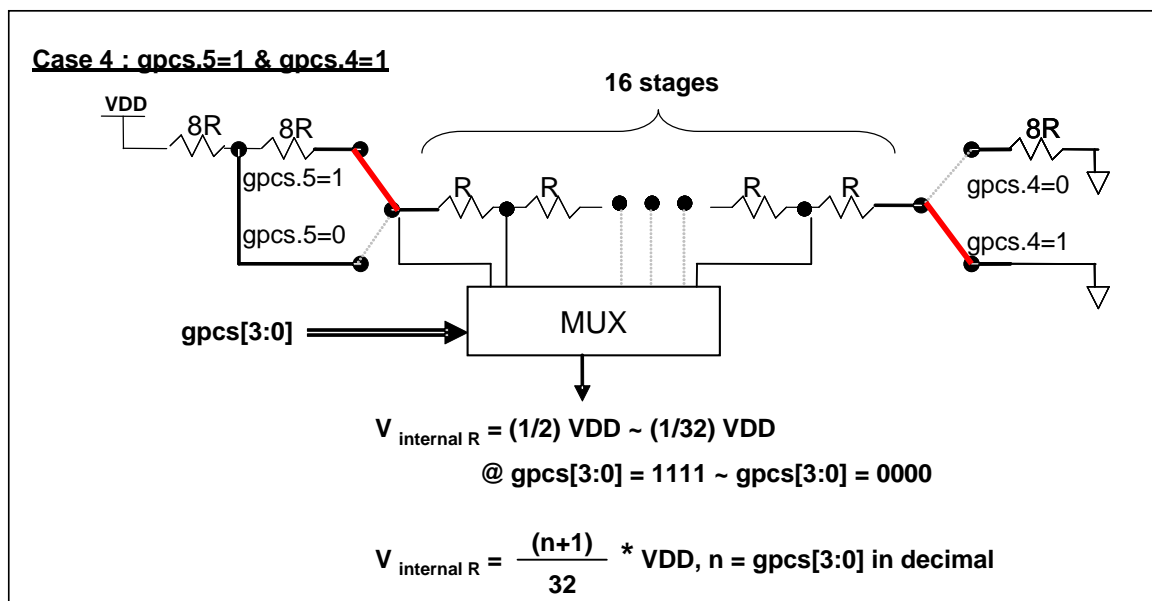 Case 4 : gpcs.5=1 & gpcs.4=1
16 stages
VDD
8R
8R
8R
gpcs.5=1
gpcs.4=0
R
R
R
R
gpcs.5=0
gpcs.4=1
gpcs[3:0]
MUX
V internal R = (1/2) VDD ~ (1/32) VDD
@ gpcs[3:0] = 1111 ~ gpcs[3:0] = 0000
V internal R = (n+1) / 32 * VDD, n = gpcs[3:0] in decimal